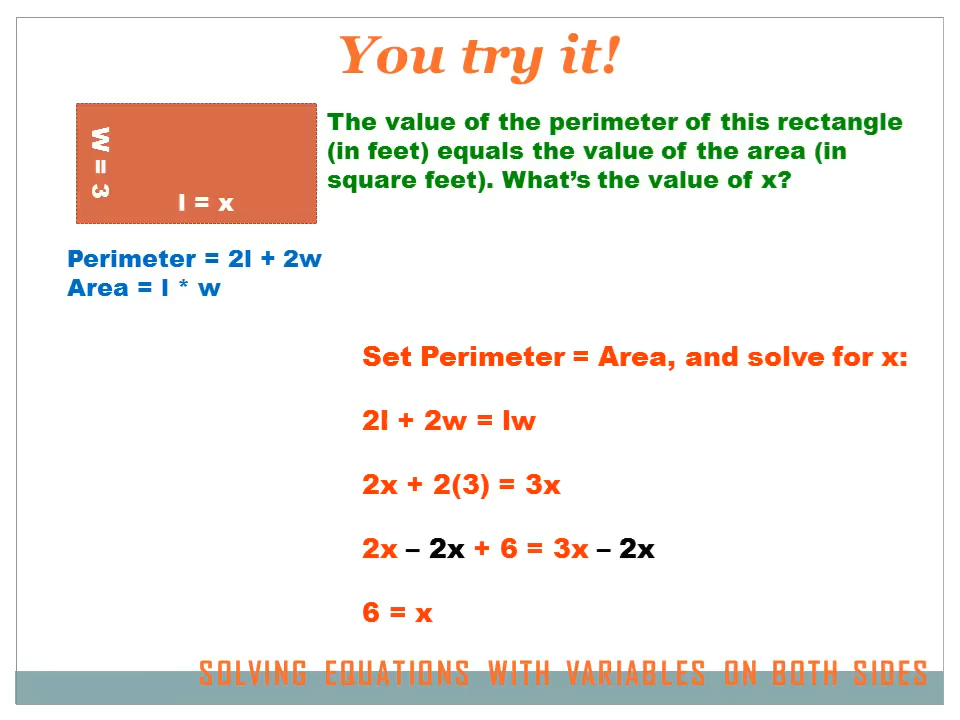 You try it!
W = 3
l = x
The value of the perimeter of this rectangle
(in feet) equals the value of the area (in
square feet). What’s the value of x?
Perimeter = 2l + 2w
Area = l * w
Set Perimeter = Area, and solve for x:
2l + 2w = lw
2x + 2(3) = 3x
2x – 2x + 6 = 3x – 2x
6 = x
SOLVING EQUATIONS WITH VARIABLES ON BOTH SIDES